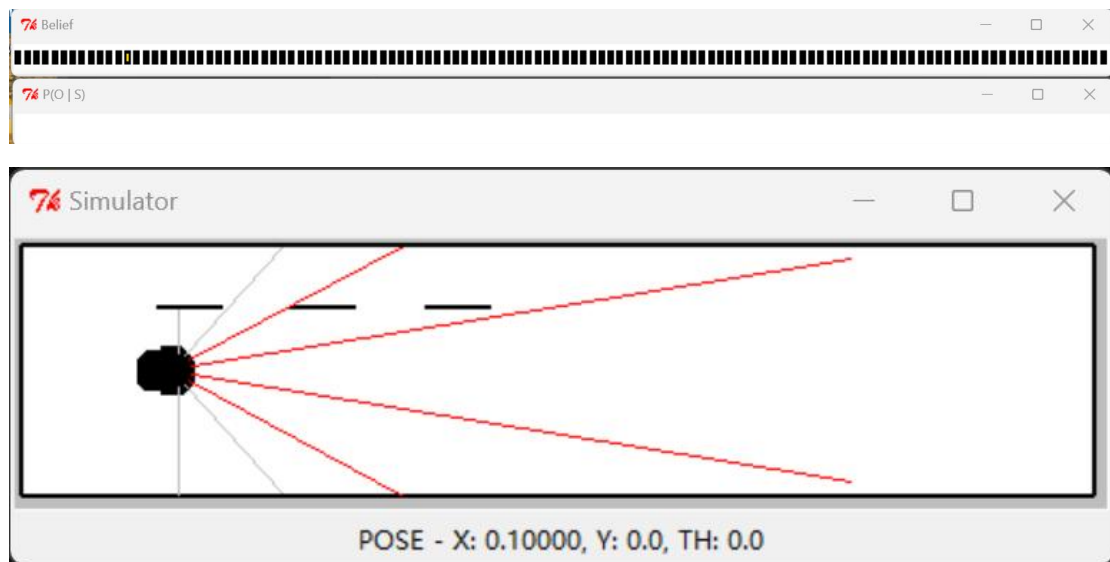 Belief
P(O | S)
Simulator
POSE - X: 0.10000, Y: 0.0, TH: 0.0